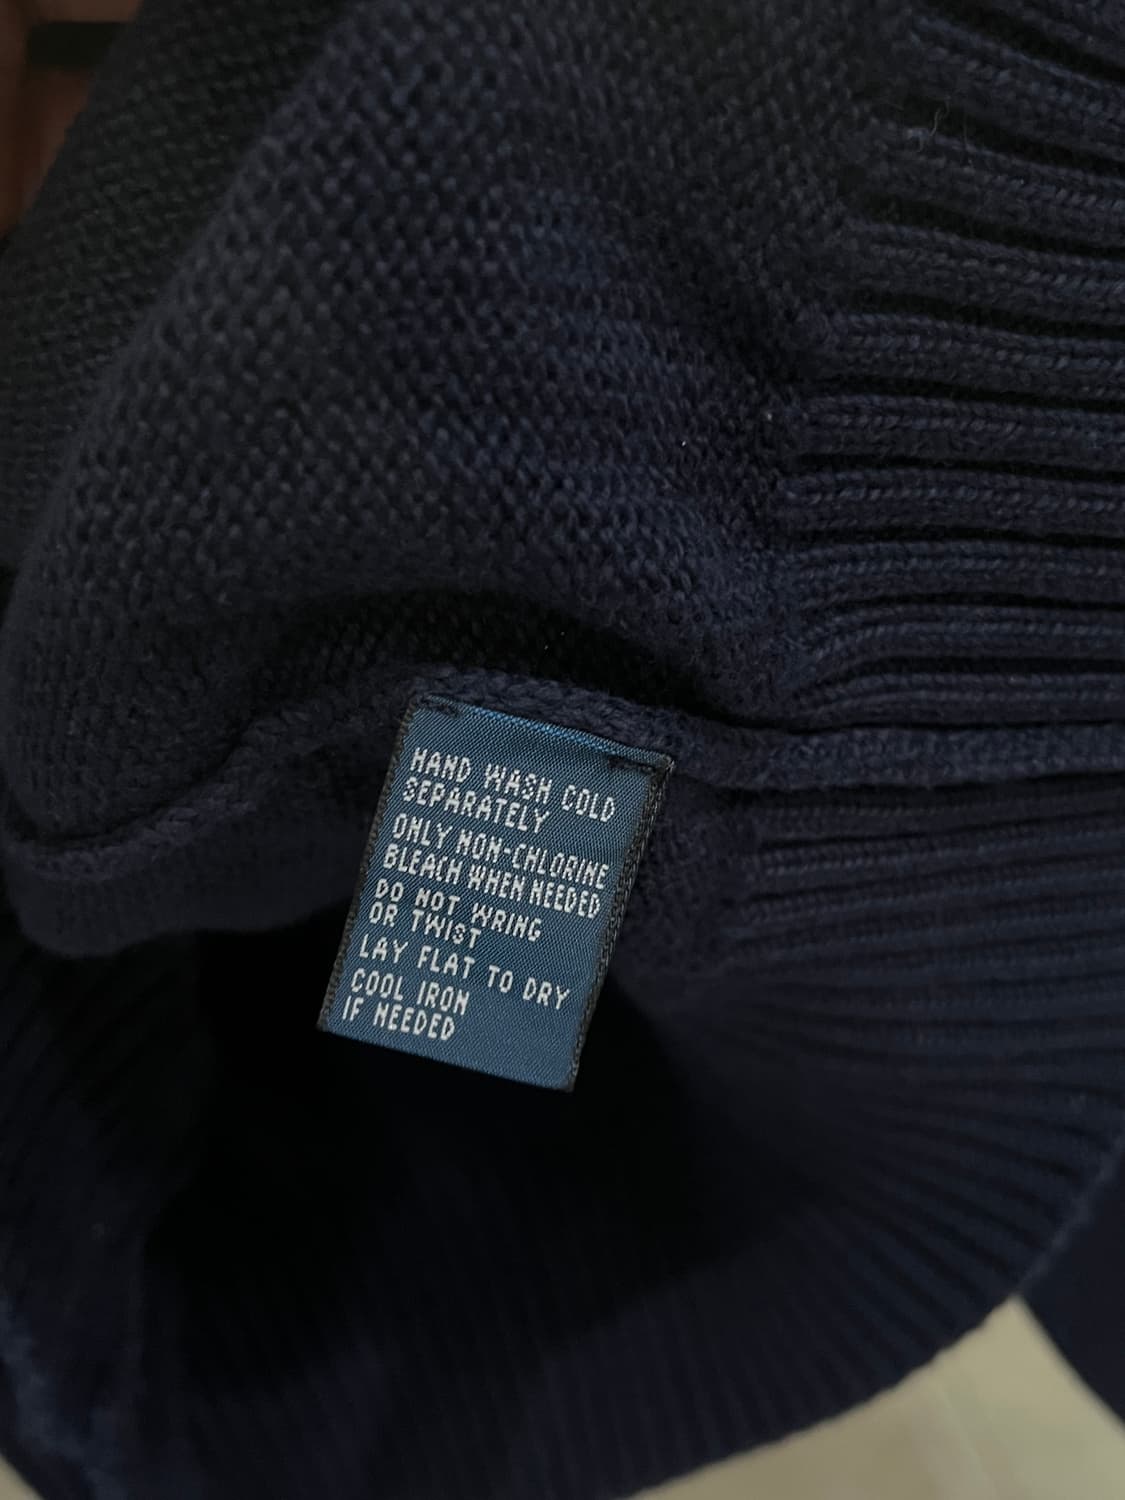 HAND WASH COLD
SEPARATELY
ONLY NON-CHLORINE
BLEACH WHEN NEEDED
DO NOT WRING
OR TWIST
LAY FLAT TO DRY
COOL IRON
IF NEEDED